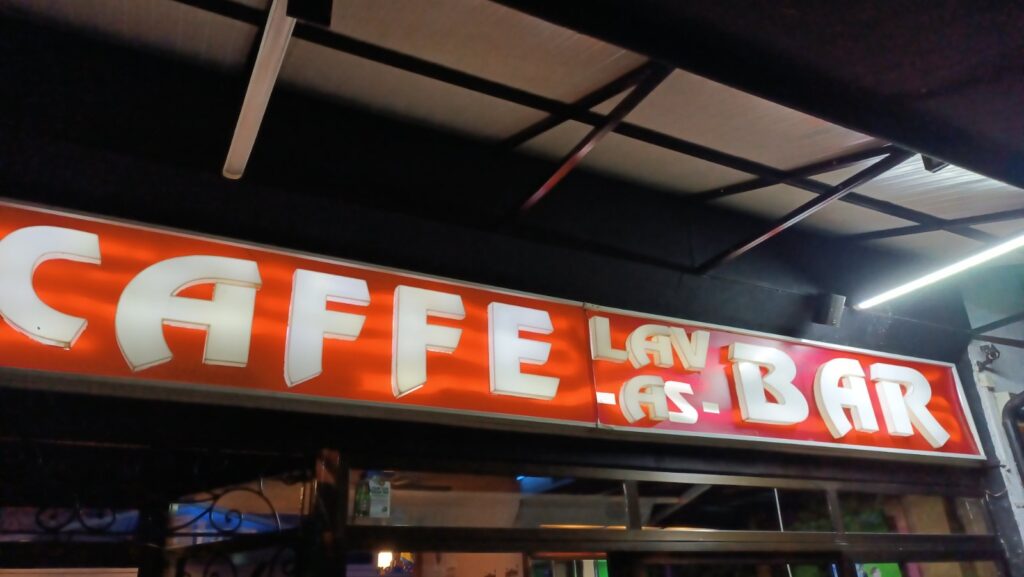 CAFFE LAV BAR
-AS-